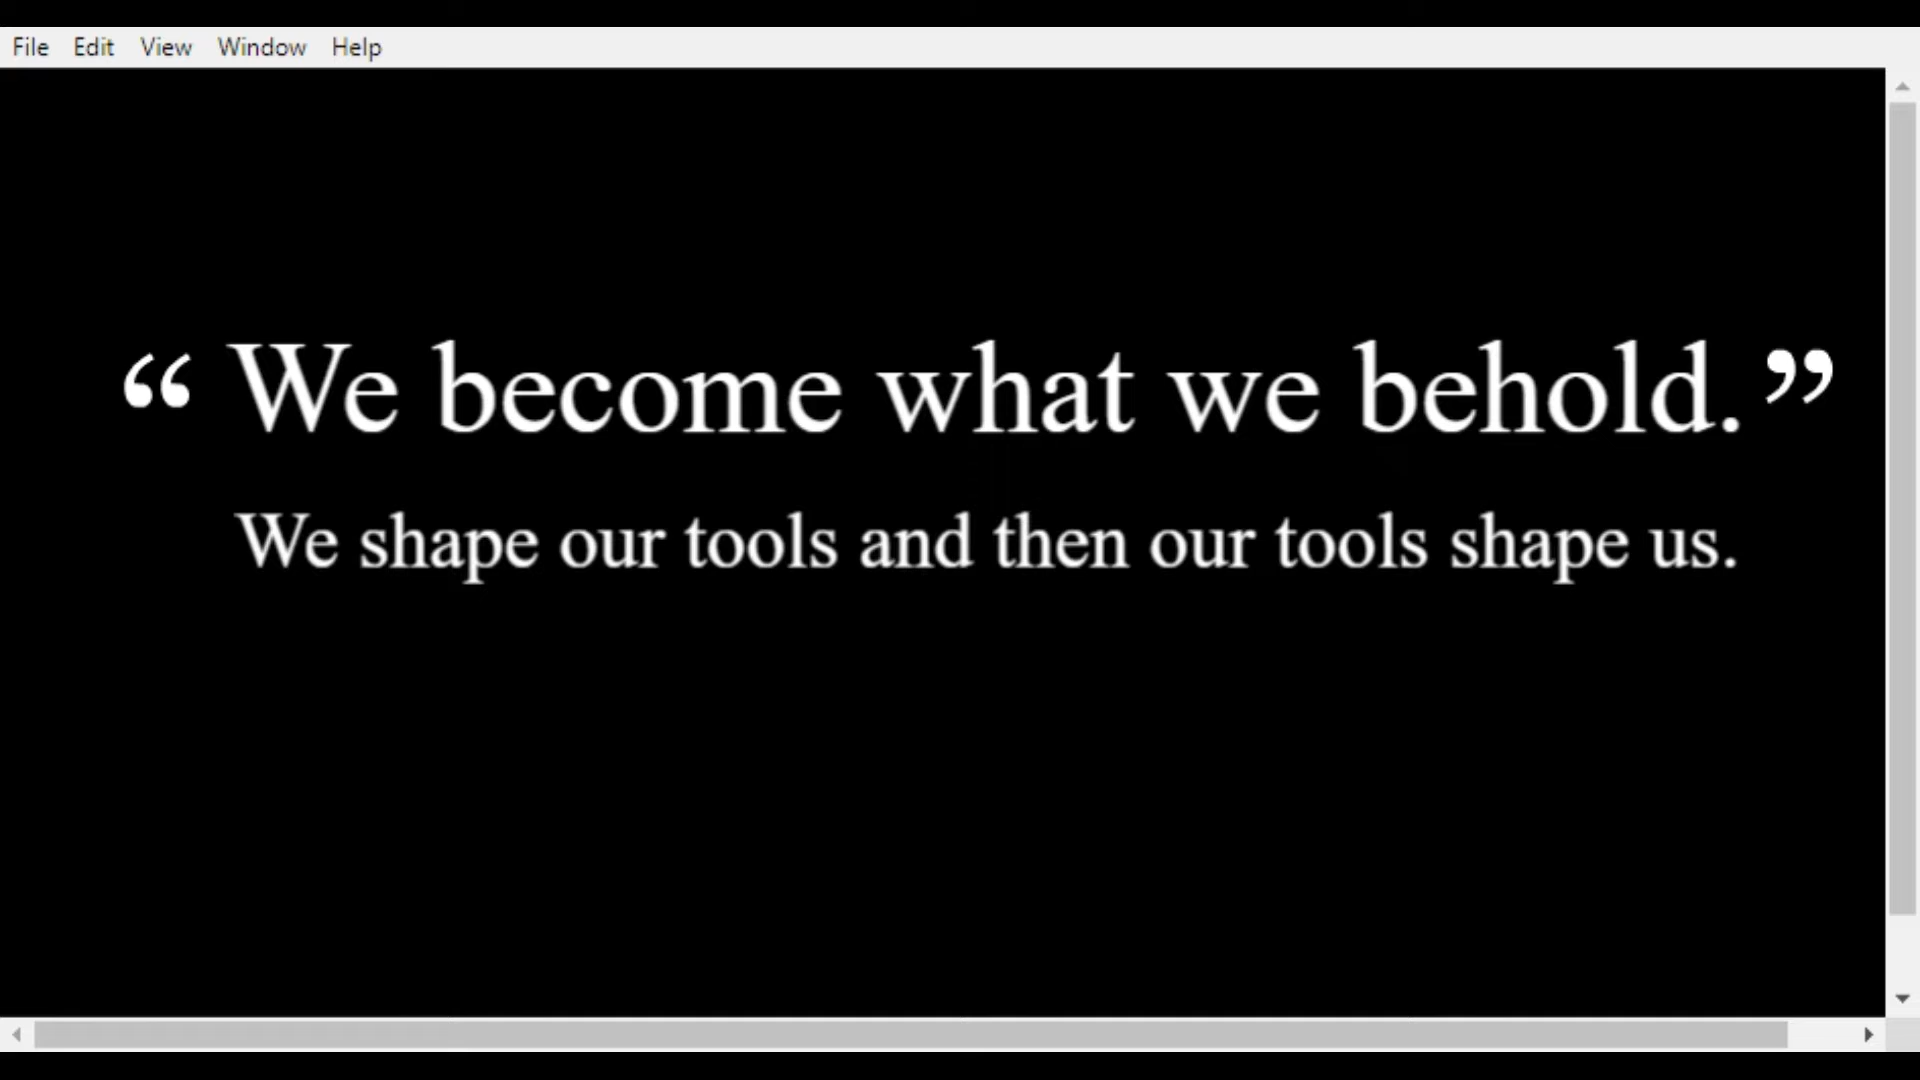 File Edit View Window Help
“ We become what we behold.”
We shape our tools and then our tools shape us.